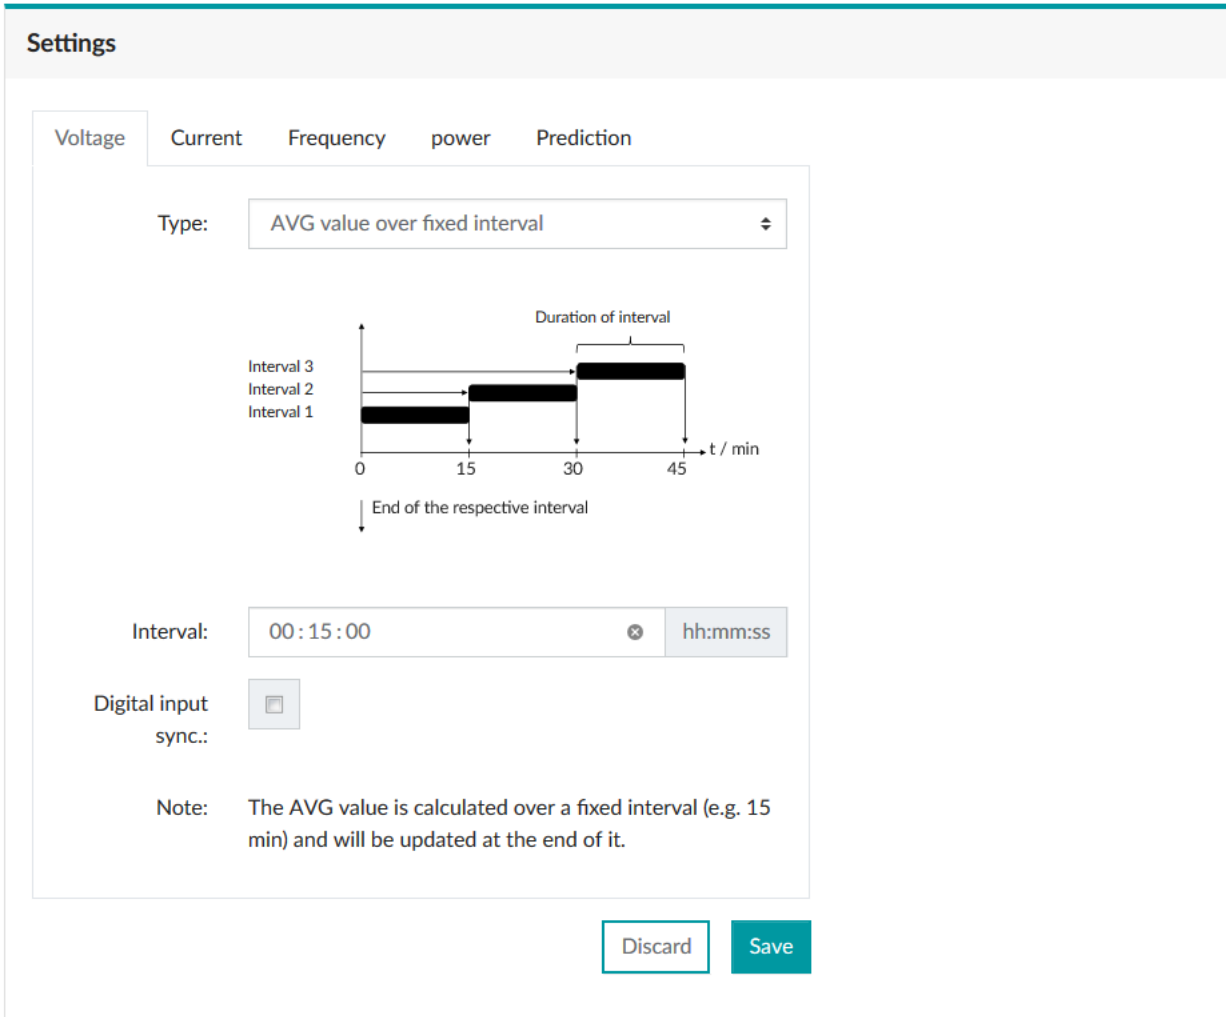 Settings
Voltage Current Frequency power Prediction
Type: AVG value over fixed interval
Duration of interval
Interval 3
Interval 2
Interval 1
t / min
0 15 30 45
End of the respective interval
Interval: 00:15:00 hh:mm:ss
Digital input
sync.:
Note: The AVG value is calculated over a fixed interval (e.g. 15
min) and will be updated at the end of it.
Discard Save